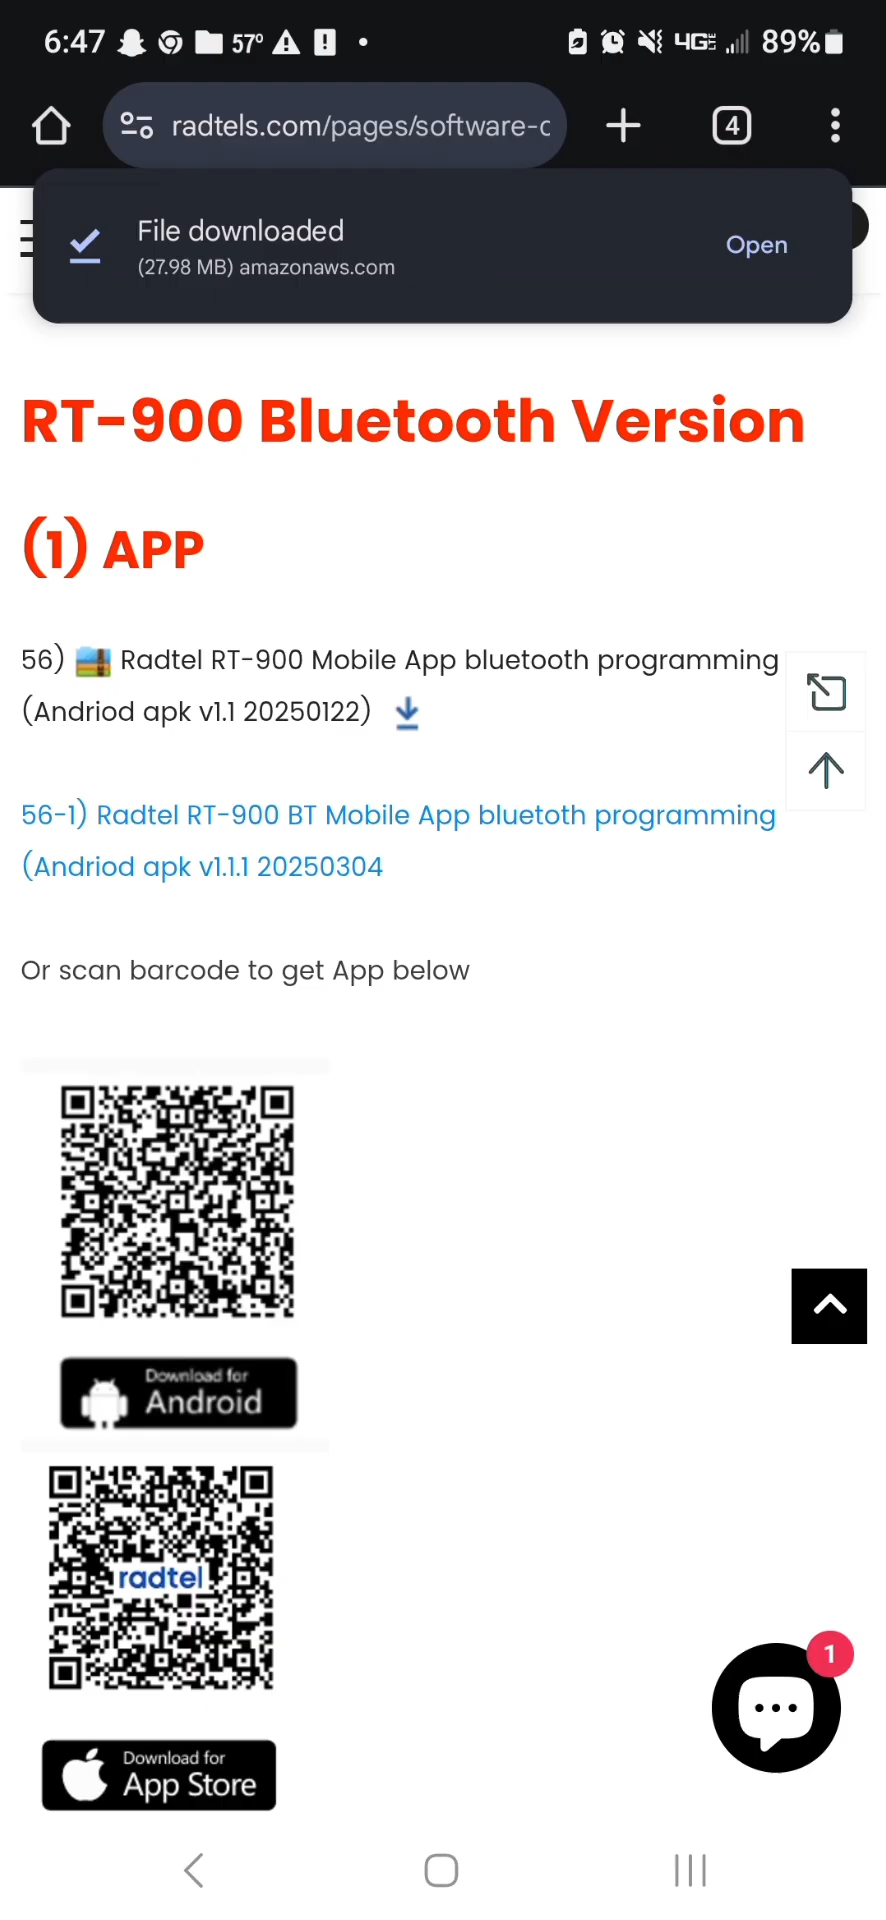 6:47 57° 4GE LTE 89%
radtels.com/pages/software-c
4
File downloaded
(27.98 MB) amazonaws.com
Open
RT-900 Bluetooth Version
(1) APP
56) Radtel RT-900 Mobile App bluetooth programming
(Andriod apk v1.1 20250122)
56-1) Radtel RT-900 BT Mobile App bluetoth programming
(Andriod apk v1.1.1 20250304
Or scan barcode to get App below
Download for
Android
radtel
1
Download for
App Store